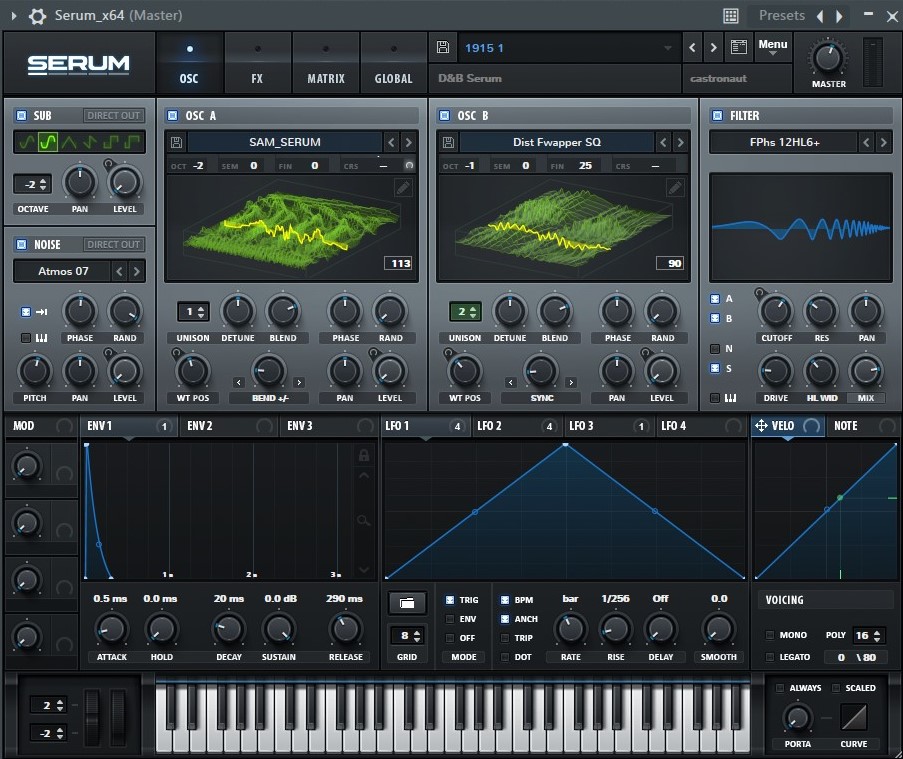 Serum_x64 (Master) Presets
SERUM
OSC FX MATRIX GLOBAL
1915 1 Menu
D&B Serum castronaut MASTER
SUB DIRECT OUT
-2
OCTAVE PAN LEVEL
NOISE DIRECT OUT
Atmos 07
PHASE RAND
PITCH PAN LEVEL
OSC A
SAM_SERUM
OCT -2 SEM 0 FIN 0 CRS --
113
1
UNISON DETUNE BLEND PHASE RAND
WT POS BEND +/- PAN LEVEL
OSC B
Dist Fwapper SQ
OCT -1 SEM 0 FIN 25 CRS --
90
2
UNISON DETUNE BLEND PHASE RAND
WT POS SYNC PAN LEVEL
FILTER
FPhs 12HL6+
A
B
N
S
CUTOFF RES PAN
DRIVE HL WID MIX
MOD ENV 1 1 ENV 2 ENV 3
LFO 1 4 LFO 2 4 LFO 3 1 LFO 4
VELO NOTE
1s 2s 3s
0.5 ms 0.0 ms 20 ms 0.0 dB 290 ms
ATTACK HOLD DECAY SUSTAIN RELEASE
8
GRID
TRIG
ENV
OFF
MODE
BPM
ANCH
TRIP
DOT
bar 1/256 Off 0.0
RATE RISE DELAY SMOOTH
VOICING
MONO POLY 16
LEGATO 0 \ 80
2
-2
ALWAYS SCALED
PORTA CURVE